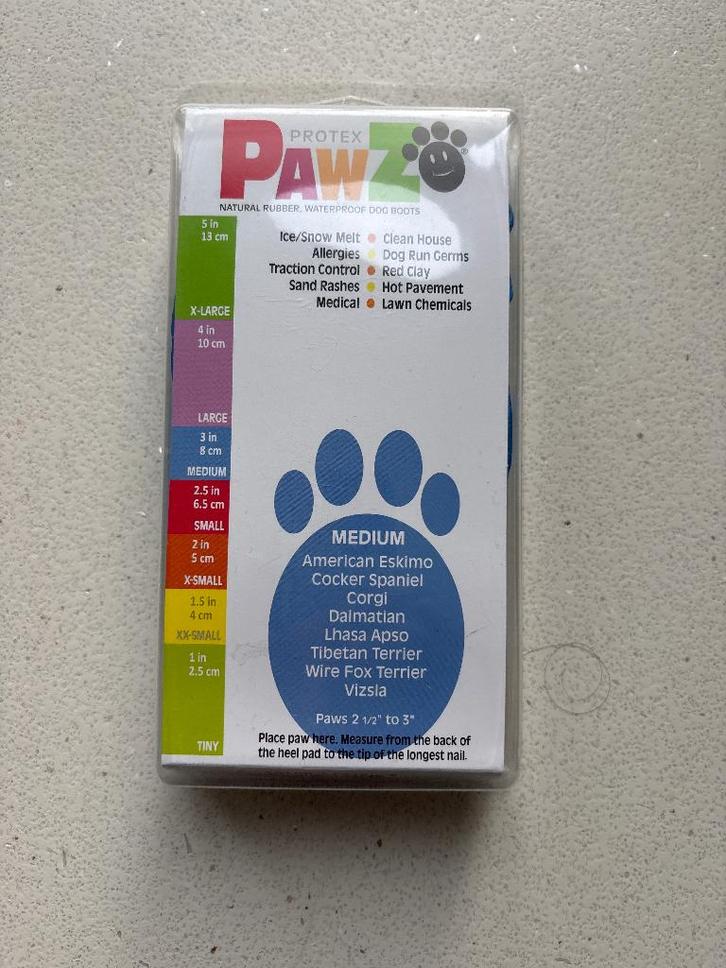 PROTEX
PAWZ®
NATURAL RUBBER, WATERPROOF DOG BOOTS
Ice/Snow Melt Clean House
Allergies Dog Run Germs
Traction Control Red Clay
Sand Rashes Hot Pavement
Medical Lawn Chemicals
5 in
13 cm
X-LARGE
4 in
10 cm
LARGE
3 in
8 cm
MEDIUM
2.5 in
6.5 cm
SMALL
2 in
5 cm
X-SMALL
1.5 in
4 cm
XX-SMALL
1 in
2.5 cm
TINY
MEDIUM
American Eskimo
Cocker Spaniel
Corgi
Dalmatian
Lhasa Apso
Tibetan Terrier
Wire Fox Terrier
Vizsla
Paws 2 1/2" to 3"
Place paw here. Measure from the back of
the heel pad to the tip of the longest nail.